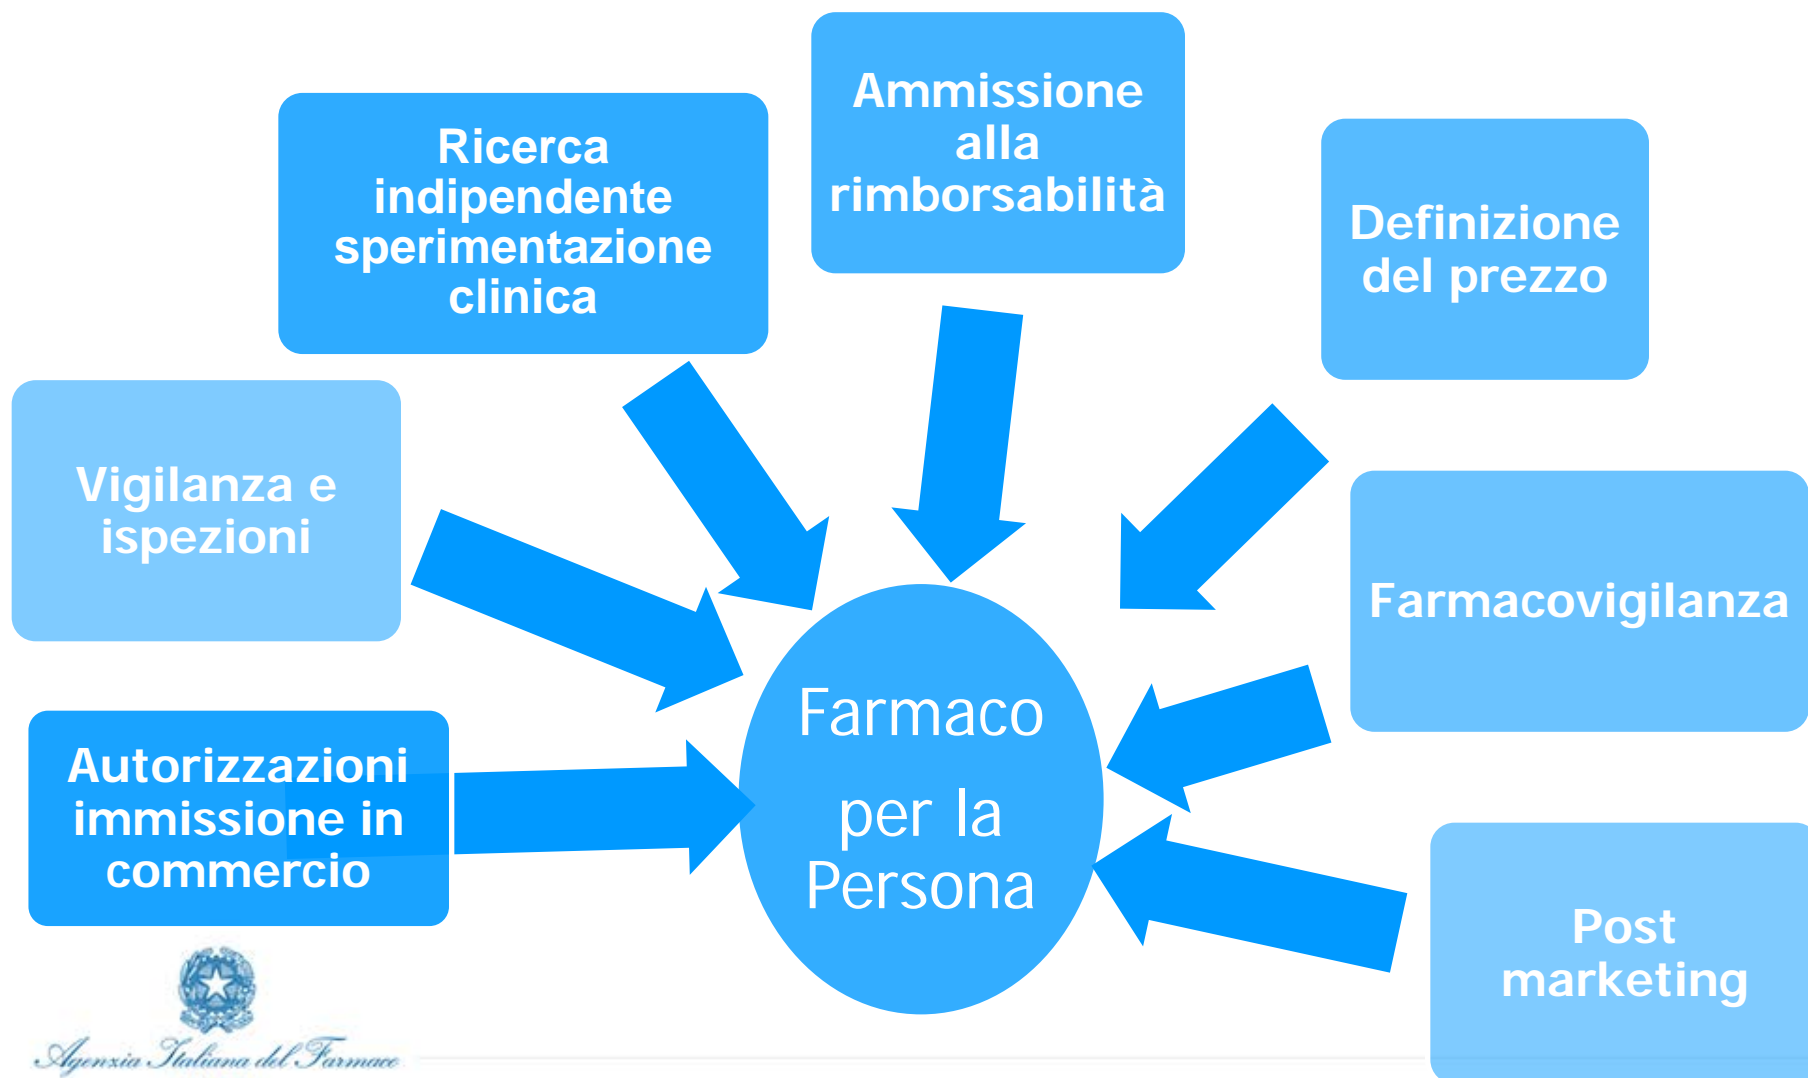 Ammissione
alla
rimborsabilità
Ricerca
indipendente
sperimentazione
clinica
Definizione
del prezzo
Vigilanza e
ispezioni
Farmacovigilanza
Autorizzazioni
immissione in
commercio
Farmaco
per la
Persona
Post
marketing
Agenzia Italiana del Farmaco